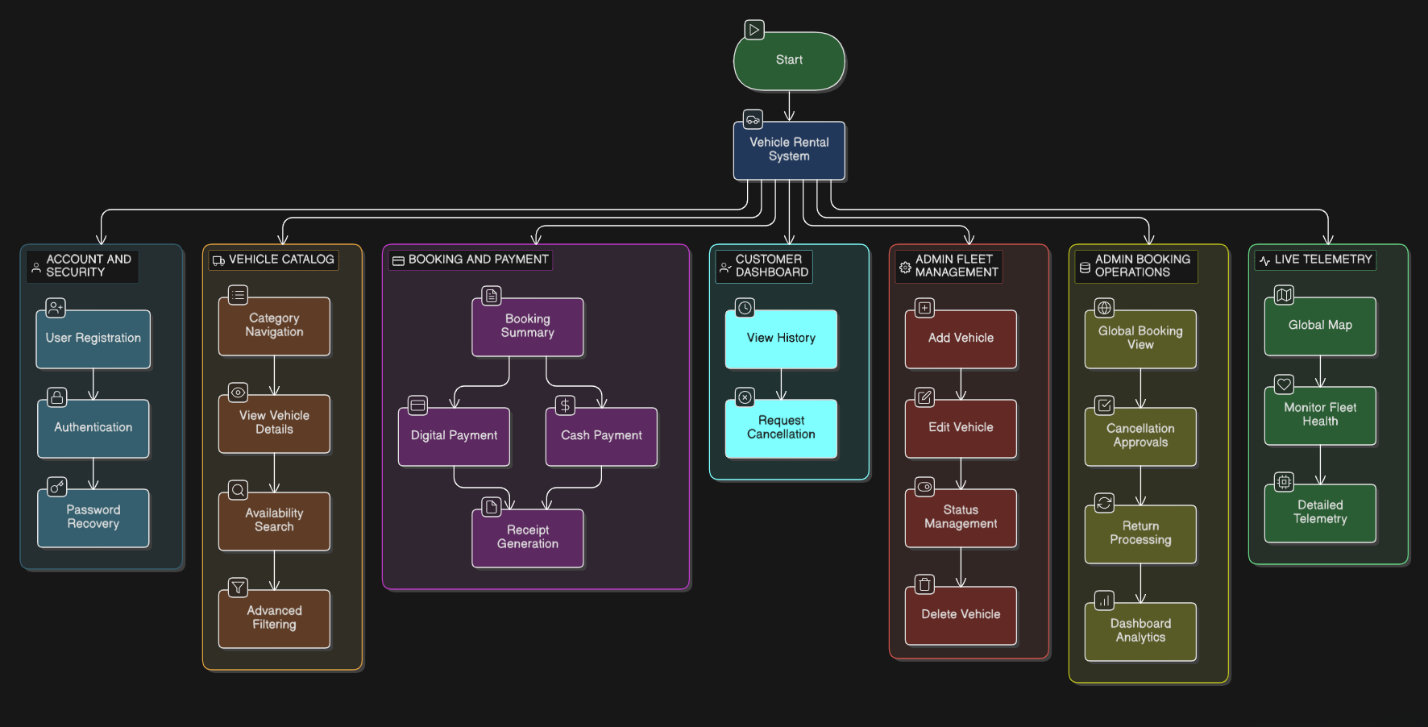 Start
Vehicle Rental
System
ACCOUNT AND
SECURITY
User Registration
Authentication
Password
Recovery
VEHICLE CATALOG
Category
Navigation
View Vehicle
Details
Availability
Search
Advanced
Filtering
BOOKING AND PAYMENT
Booking
Summary
Digital Payment
Cash Payment
Receipt
Generation
CUSTOMER
DASHBOARD
View History
Request
Cancellation
ADMIN FLEET
MANAGEMENT
Add Vehicle
Edit Vehicle
Status
Management
Delete Vehicle
ADMIN BOOKING
OPERATIONS
Global Booking
View
Cancellation
Approvals
Return
Processing
Dashboard
Analytics
LIVE TELEMETRY
Global Map
Monitor Fleet
Health
Detailed
Telemetry